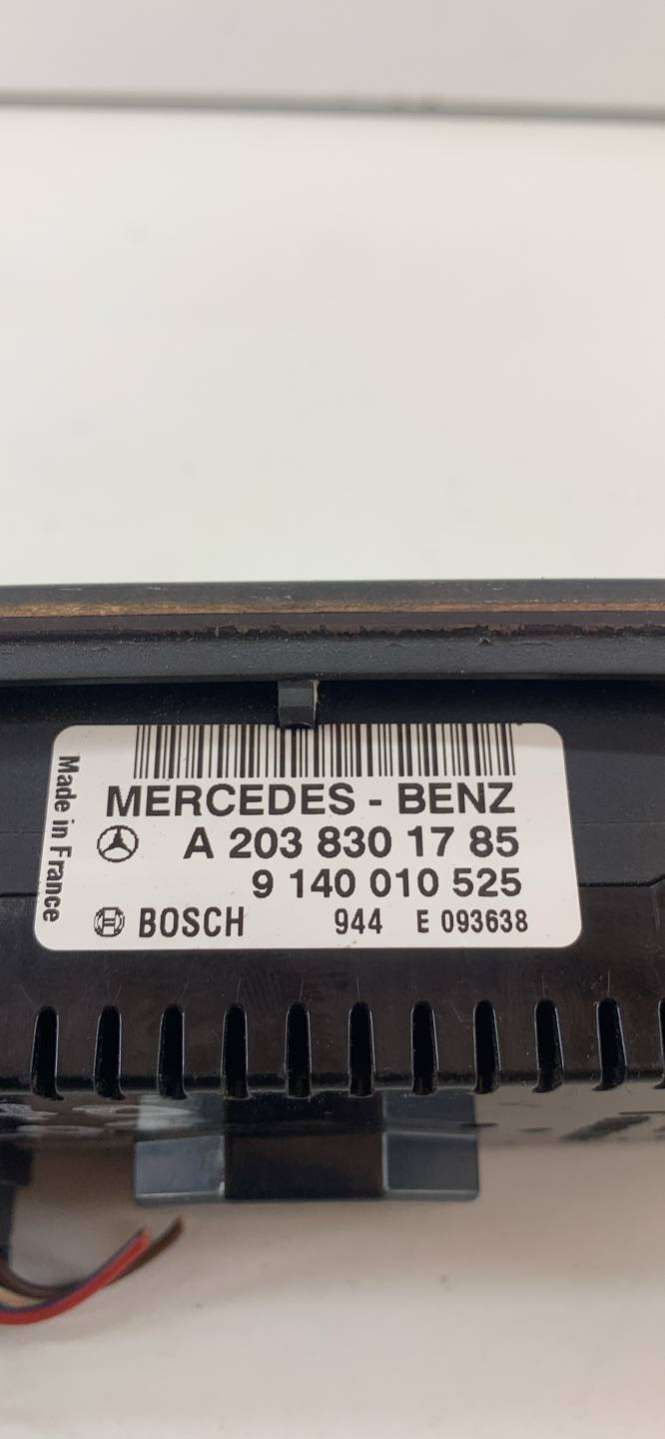 MERCEDES - BENZ
A 203 830 17 85
9 140 010 525
BOSCH 944 E 093638
Made in France